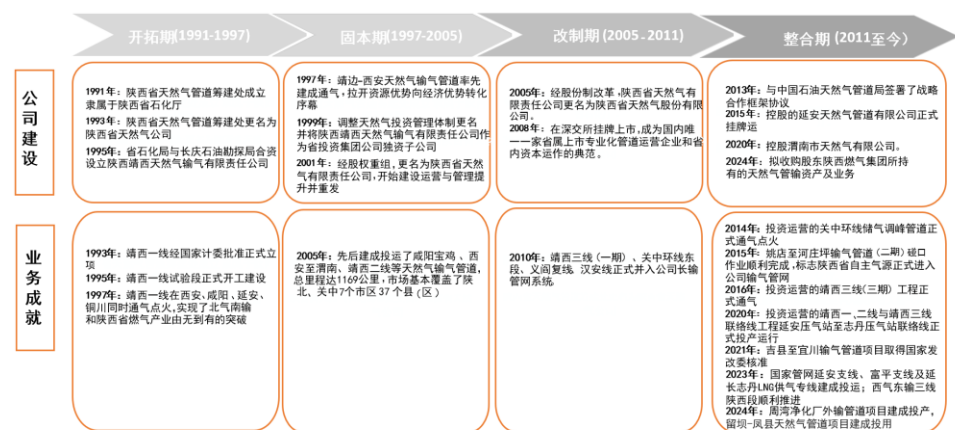 开拓期(1991-1997)
固本期(1997-2005)
改制期(2005-2011)
整合期(2011至今)
公司建设
1991年：陕西省天然气管道筹建处成立
隶属于陕西省石化厅
1993年：陕西省天然气管道筹建处更名为
陕西省天然气公司
1995年：省石化局与长庆石油勘探局合资
设立陕西靖西天然气输气有限责任公司
1997年：靖边-西安天然气输气管道率先
建成通气，拉开资源优势向经济优势转化
序幕
1999年：调整天然气投资管理体制更名
并将陕西靖西天然气输气有限责任公司作
为省投资集团公司独资子公司
2001年：经股权重组，更名为陕西省天然
气有限责任公司，开始建设运营与管理提
升并重发
2005年：经股份制改革，陕西省天然气有
限责任公司更名为陕西省天然气股份有限
公司。
2008年：在深交所挂牌上市，成为国内唯
一一家省属上市专业化管道运营企业和省
内资本运作的典范。
2013年：与中国石油天然气管道局签署了战略
合作框架协议
2015年：控股的延安天然气管道有限公司正式
挂牌运
2020年：控股渭南市天然气有限公司。
2024年：拟收购股东陕西燃气集团所持
有的天然气管输资产及业务
业务成就
1993年：靖西一线经国家计委批准正式立
项
1995年：靖西一线试验段正式开工建设
1997年：靖西一线在西安、咸阳、延安、
铜川同时通气点火，实现了北气南输
和陕西省燃气产业由无到有的突破
2005年：先后建成投运了咸阳宝鸡、西
安至渭南、靖西二线等天然气输气管道，
总里程达1169公里，市场基本覆盖了陕
北、关中7个市区37个县（区）
2010年：靖西三线（一期）、关中环线东
段、文阎复线、汉安线正式并入公司长输
管网系统
2014年：投资运营的关中环线储气调峰管道正
式通气点火
2015年：姚店至河庄坪输气管道（二期）碰口
作业顺利完成，标志陕西省自主气源正式进入
公司输气管网
2016年：投资运营的靖西三线(三期）工程正
式通气
2020年：投资运营的靖西一、二线与靖西三线
联络线工程延安压气站至志丹压气站联络线正
式投产运行
2021年：吉县至宜川输气管道项目取得国家发
改委核准
2023年：国家管网延安支线、富平支线及延
长志丹LNG供气专线建成投运；西气东输三线
陕西段顺利推进
2024年：周湾净化厂外输管道项目建成投产，
留坝-凤县天然气管道项目建成投用